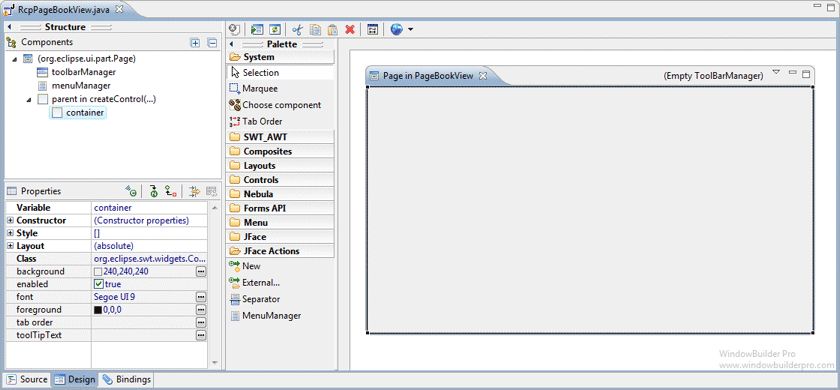 RcpPageBookView.java
Structure
Components
(org.eclipse.ui.part.Page)
toolbarManager
menuManager
parent in createControl(...)
container
Properties
Variable container
Constructor (Constructor properties)
Style []
Layout (absolute)
Class org.eclipse.swt.widgets.Co...
background 240,240,240 ...
enabled true
font Segoe UI 9 ...
foreground 0,0,0 ...
tab order ...
toolTipText ...
Palette
System
Selection
Marquee
Choose component
Tab Order
SWT_AWT
Composites
Layouts
Controls
Nebula
Forms API
Menu
JFace
JFace Actions
New
External...
Separator
MenuManager
Page in PageBookView
(Empty ToolBarManager)
WindowBuilder Pro
www.windowbuilderpro.com
Source Design Bindings